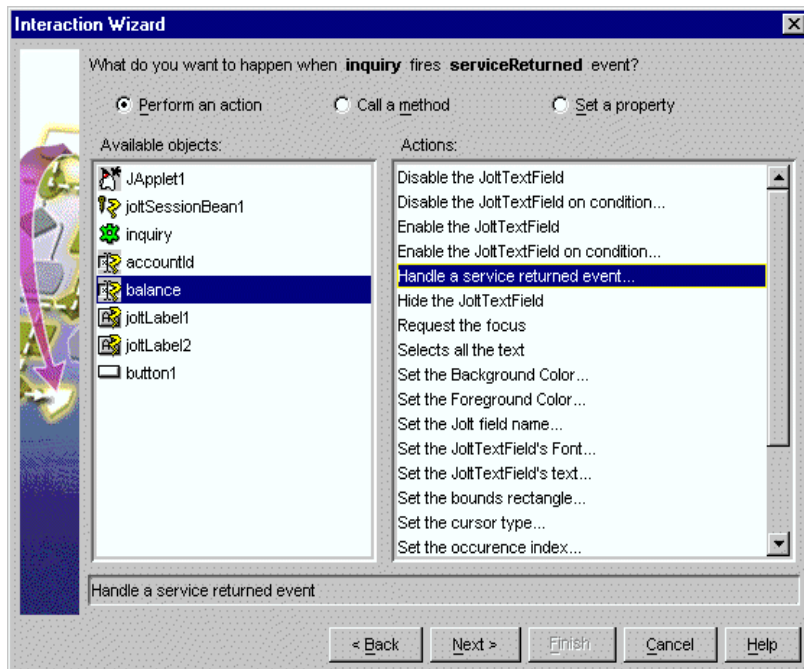 Interaction Wizard
What do you want to happen when inquiry fires serviceReturned event?
Perform an action
Call a method
Set a property
Available objects:
JApplet1
joltSessionBean1
inquiry
accountId
balance
joltLabel1
joltLabel2
button1
Actions:
Disable the JoltTextField
Disable the JoltTextField on condition...
Enable the JoltTextField
Enable the JoltTextField on condition...
Handle a service returned event...
Hide the JoltTextField
Request the focus
Selects all the text
Set the Background Color...
Set the Foreground Color...
Set the Jolt field name...
Set the JoltTextField's Font...
Set the JoltTextField's text...
Set the bounds rectangle...
Set the cursor type...
Set the occurence index...
Handle a service returned event
< Back
Next >
Finish
Cancel
Help